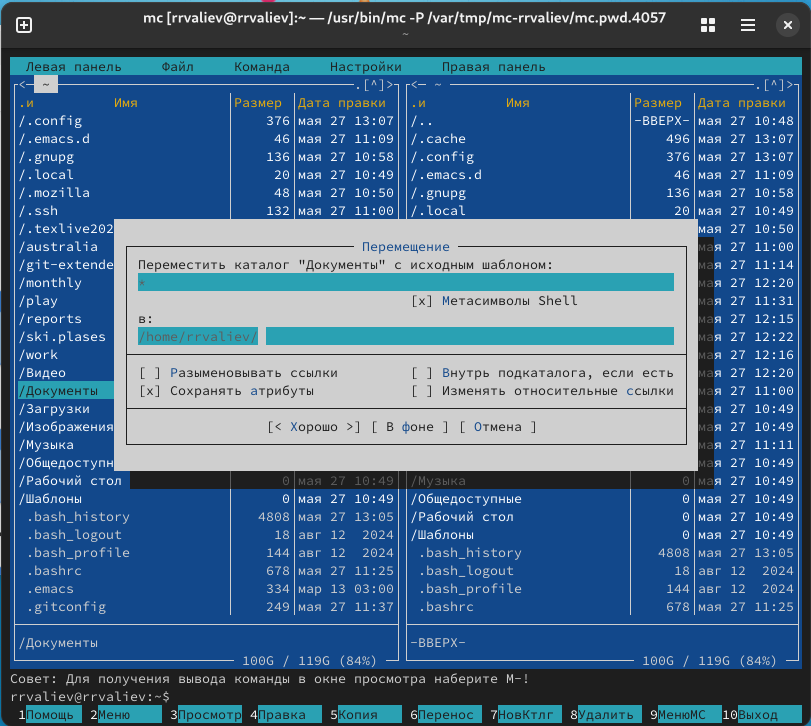 mc [rrvaliev@rrvaliev]:~ — /usr/bin/mc -P /var/tmp/mc-rrvaliev/mc.pwd.4057
~
Левая панель Файл Команда Настройки Правая панель
<— ~ .[^]> <— ~ .[^]>
.и Имя Размер Дата правки .и Имя Размер Дата правки
/.config 376 мая 27 13:07 /.. -ВВЕРХ- мая 27 10:48
/.emacs.d 46 мая 27 11:09 /.cache 496 мая 27 13:07
/.gnupg 136 мая 27 10:58 /.config 376 мая 27 13:07
/.local 20 мая 27 10:49 /.emacs.d 46 мая 27 11:09
/.mozilla 48 мая 27 10:50 /.gnupg 136 мая 27 10:58
/.ssh 132 мая 27 11:00 /.local 20 мая 27 10:49
/.texlive202 мая 27 10:50
/australia мая 27 11:00
/git-extende Перемещение мая 27 11:14
Переместить каталог "Документы" с исходным шаблоном:
/monthly * мая 27 12:20
/play [x] Метасимволы Shell мая 27 11:31
/reports в: мая 27 12:15
/ski.plases /home/rrvaliev/ мая 27 12:22
/work мая 27 12:16
/Видео [ ] Разыменовывать ссылки [ ] Внутрь подкаталога, если есть мая 27 12:20
/Документы [x] Сохранять атрибуты [ ] Изменять относительные ссылки мая 27 11:00
/Загрузки мая 27 10:49
/Изображения [< Хорошо >] [ В фоне ] [ Отмена ] мая 27 10:49
/Музыка мая 27 11:11
/Общедоступн мая 27 10:49
/Рабочий стол 0 мая 27 10:49 /Музыка 0 мая 27 10:49
/Шаблоны 0 мая 27 10:49 /Общедоступные 0 мая 27 10:49
.bash_history 4808 мая 27 13:05 /Рабочий стол 0 мая 27 10:49
.bash_logout 18 авг 12 2024 /Шаблоны 0 мая 27 10:49
.bash_profile 144 авг 12 2024 .bash_history 4808 мая 27 13:05
.bashrc 678 мая 27 11:25 .bash_logout 18 авг 12 2024
.emacs 334 мар 13 03:00 .bash_profile 144 авг 12 2024
.gitconfig 249 мая 27 11:37 .bashrc 678 мая 27 11:25
/Документы -ВВЕРХ-
100G / 119G (84%) 100G / 119G (84%)
Совет: Для получения вывода команды в окне просмотра наберите M-!
rrvaliev@rrvaliev:~$
1Помощь 2Меню 3Просмотр 4Правка 5Копия 6Перенос 7НовКтлг 8Удалить 9МенюМС 10Выход